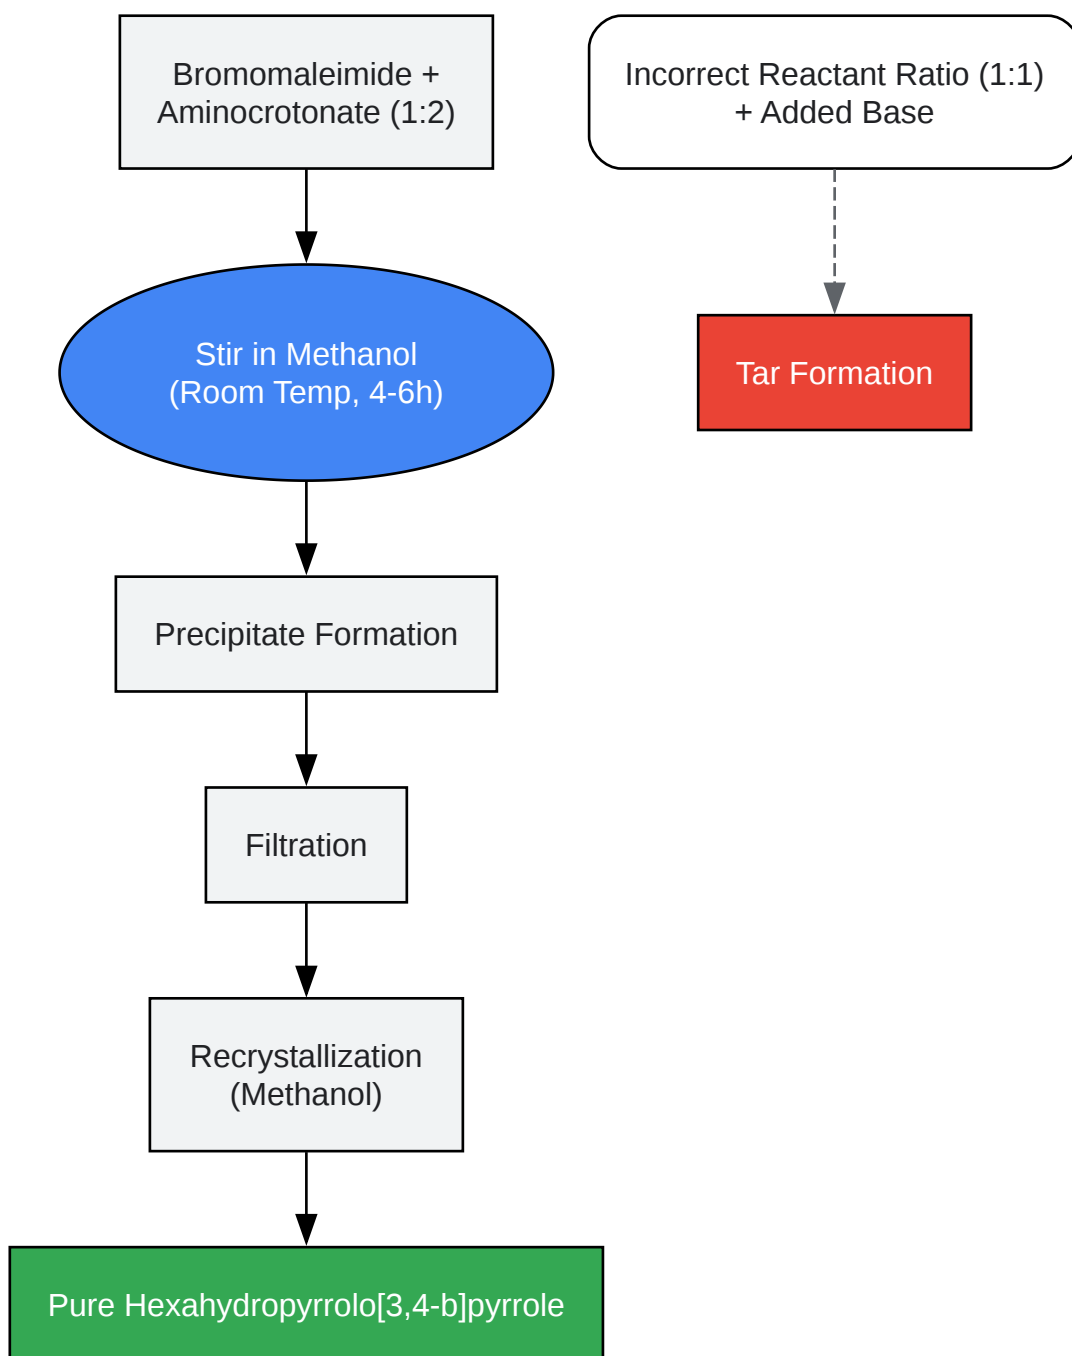 Bromomaleimide +
Aminocrotonate (1:2)
Incorrect Reactant Ratio (1:1)
+ Added Base
Stir in Methanol
(Room Temp, 4-6h)
Tar Formation
Precipitate Formation
Filtration
Recrystallization
(Methanol)
Pure Hexahydropyrrolo[3,4-b]pyrrole